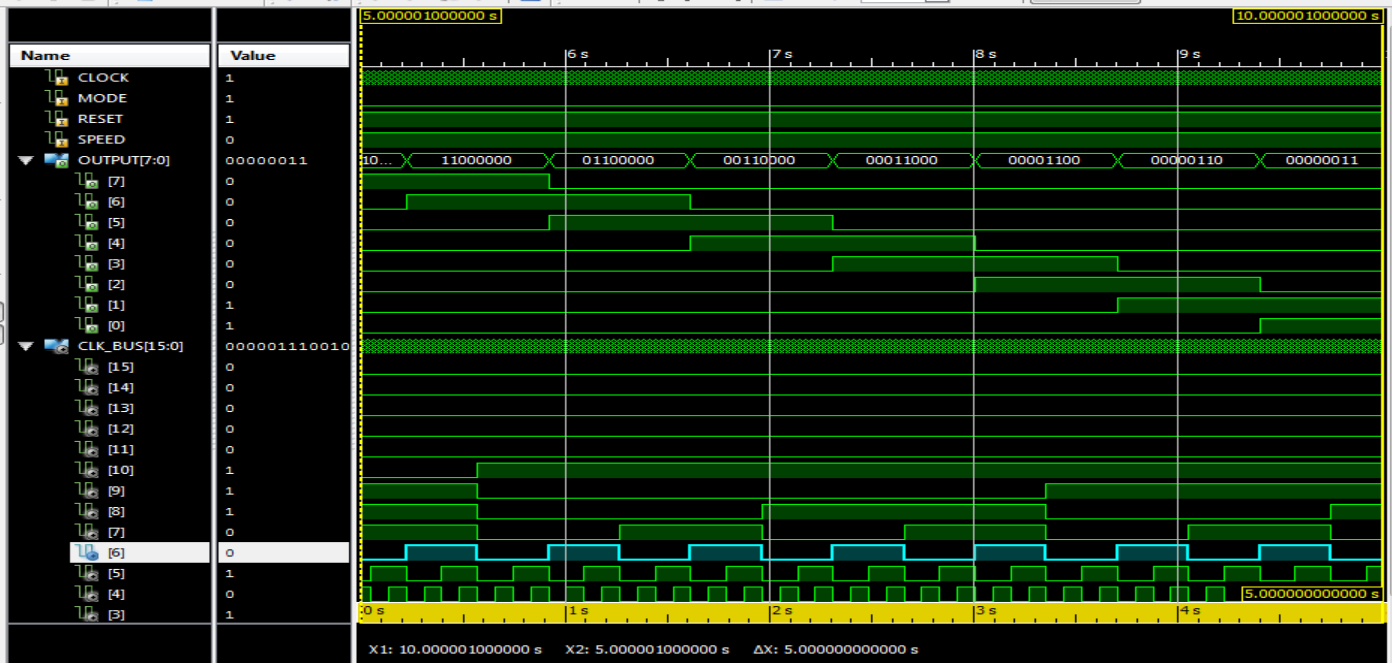 5.000001000000 s 10.000001000000 s
Name Value 6 s 7 s 8 s 9 s
CLOCK 1
MODE 1
RESET 1
SPEED 0
OUTPUT[7:0] 00000011 10... 11000000 01100000 00110000 00011000 00001100 00000110 00000011
[7] 0
[6] 0
[5] 0
[4] 0
[3] 0
[2] 0
[1] 1
[0] 1
CLK_BUS[15:0] 000001110010
[15] 0
[14] 0
[13] 0
[12] 0
[11] 0
[10] 1
[9] 1
[8] 1
[7] 0
[6] 0
[5] 1
[4] 0 5.000000000000 s
[3] 1 0 s 1 s 2 s 3 s 4 s
X1: 10.000001000000 s X2: 5.000001000000 s ΔX: 5.000000000000 s